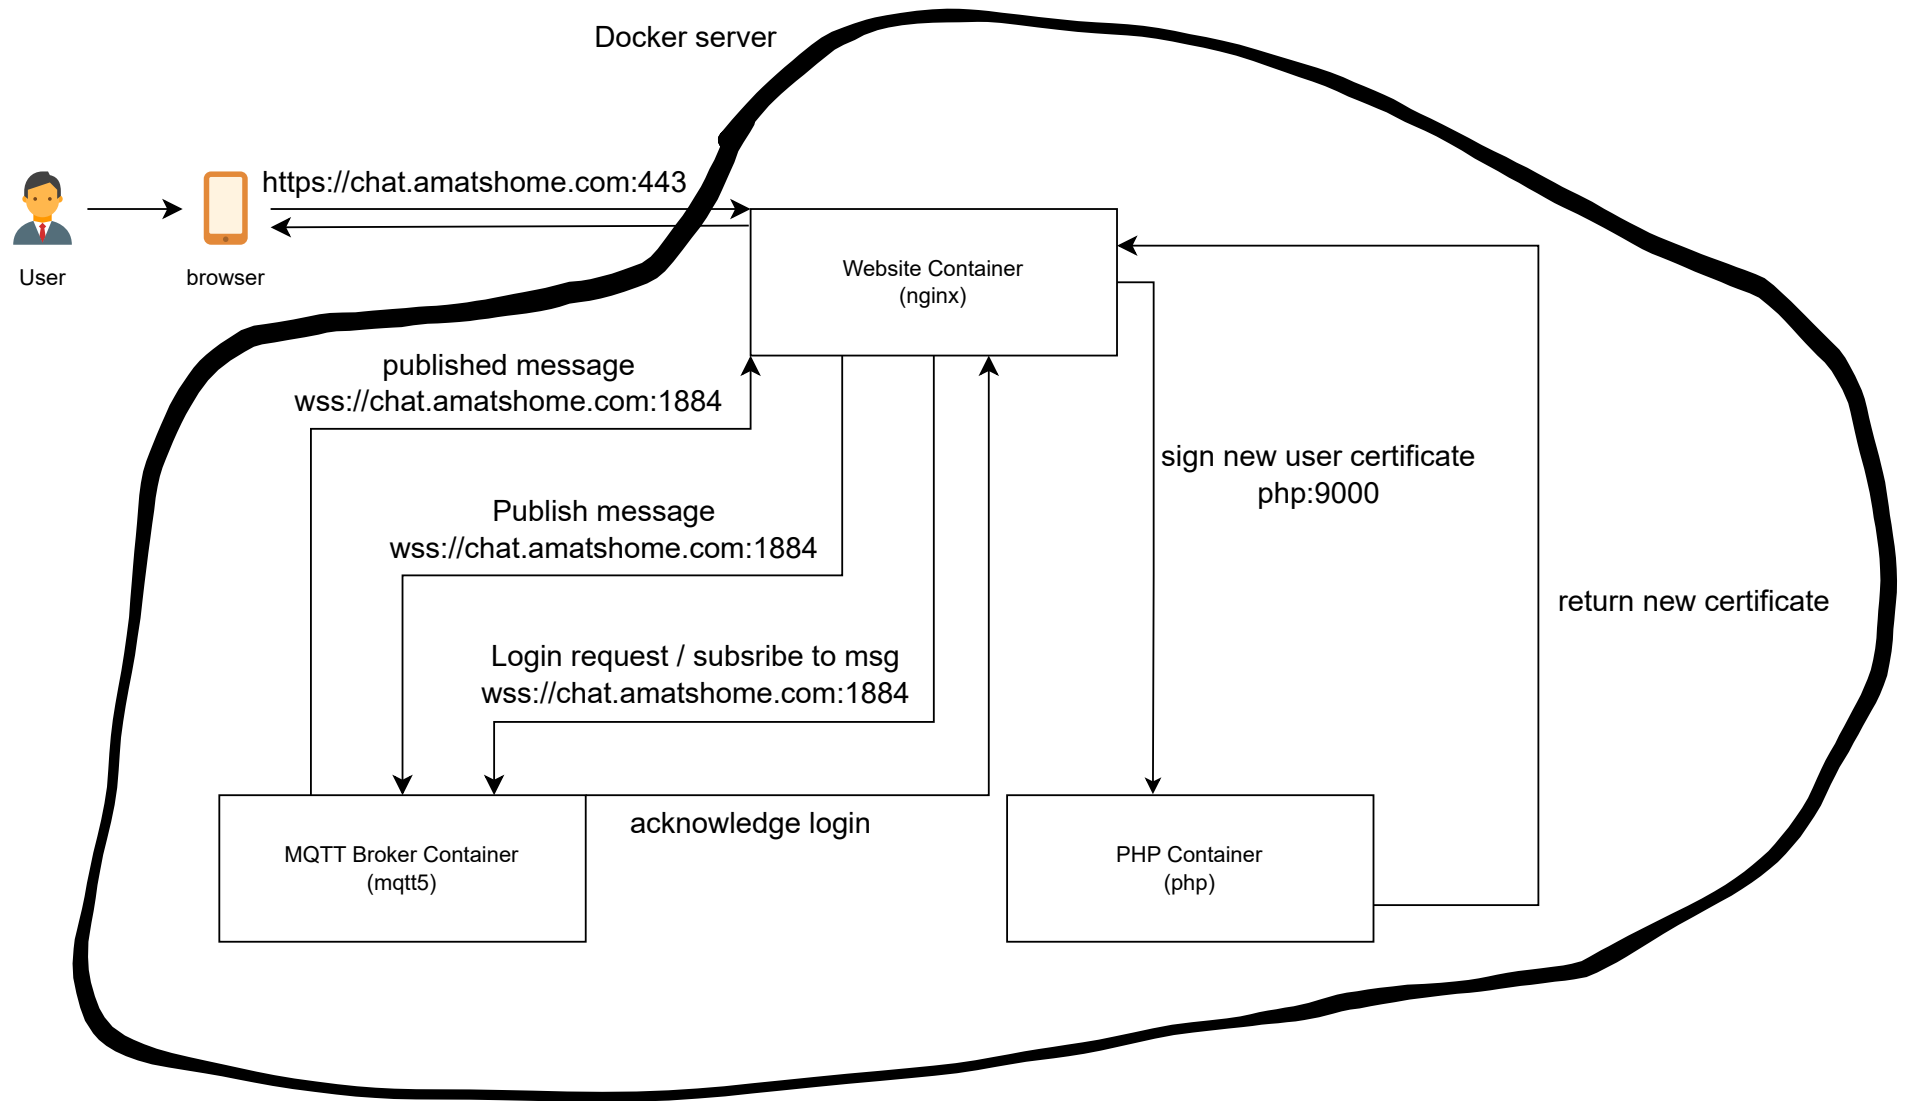 Docker server
https://chat.amatshome.com:443
User
browser
Website Container
(nginx)
published message
wss://chat.amatshome.com:1884
sign new user certificate
php:9000
Publish message
wss://chat.amatshome.com:1884
return new certificate
Login request / subsribe to msg
wss://chat.amatshome.com:1884
acknowledge login
MQTT Broker Container
(mqtt5)
PHP Container
(php)